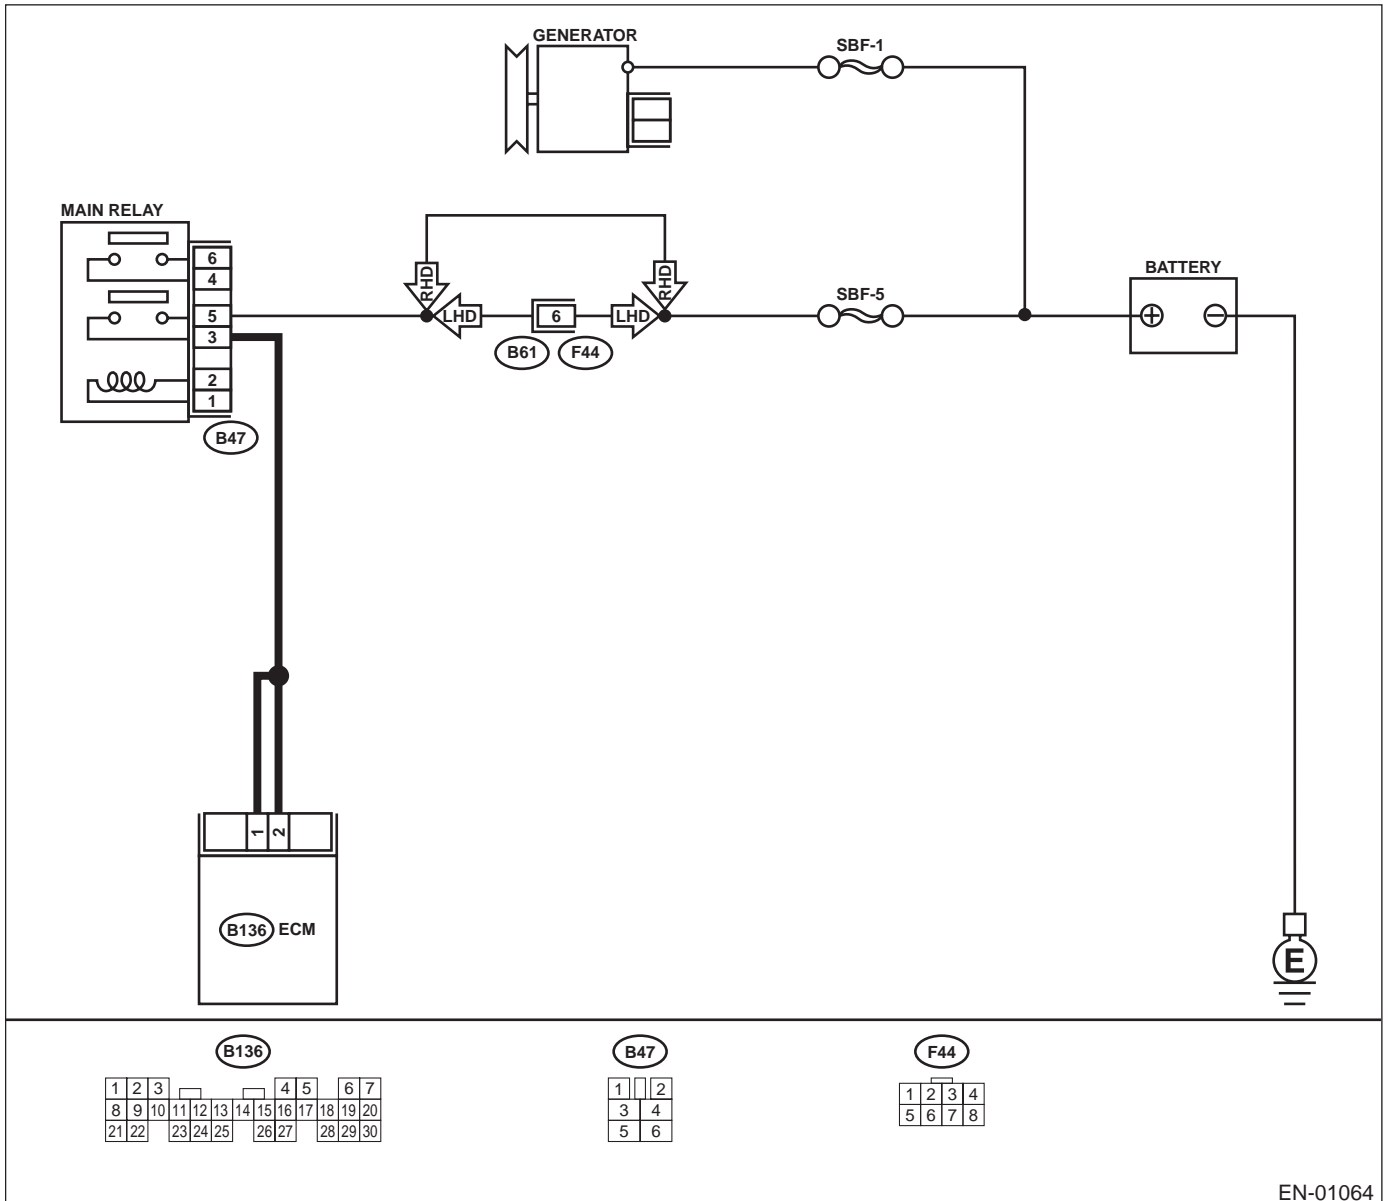 GENERATOR
SBF-1
MAIN RELAY
6
4
5
3
2
1
B47
RHD
RHD
LHD
6
LHD
B61
F44
SBF-5
BATTERY
+
−
1
2
B136 ECM
E
B136
1 2 3 4 5 6 7
8 9 10 11 12 13 14 15 16 17 18 19 20
21 22 23 24 25 26 27 28 29 30
B47
1 2
3 4
5 6
F44
1 2 3 4
5 6 7 8
EN-01064